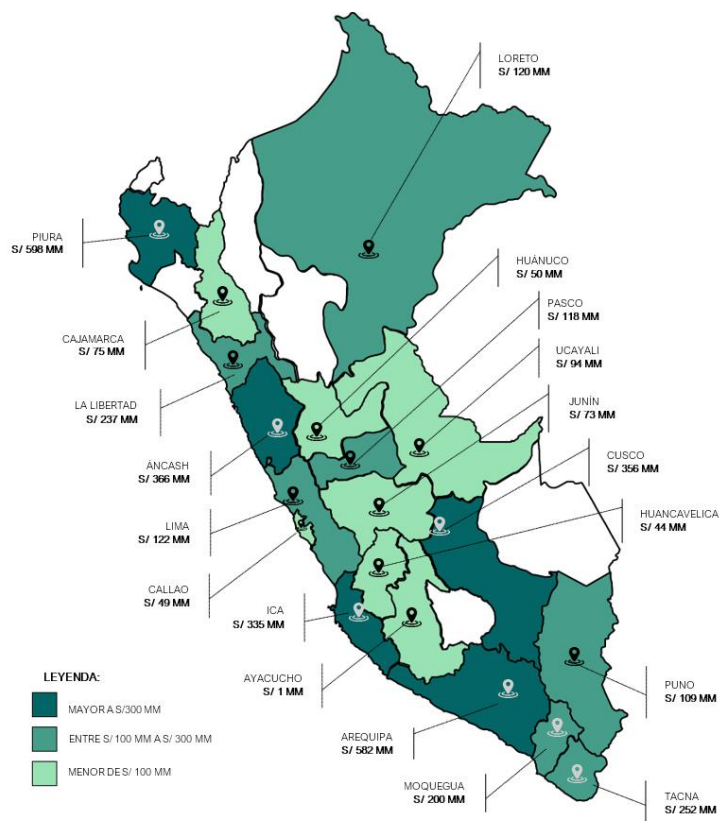 LORETO
S/ 120 MM
PIURA
S/ 598 MM
HUÁNUCO
S/ 50 MM
PASCO
S/ 118 MM
CAJAMARCA
S/ 75 MM
UCAYALI
S/ 94 MM
JUNÍN
S/ 73 MM
LA LIBERTAD
S/ 237 MM
CUSCO
S/ 356 MM
ÁNCASH
S/ 366 MM
HUANCAVELICA
S/ 44 MM
LIMA
S/ 122 MM
CALLAO
S/ 49 MM
ICA
S/ 335 MM
AYACUCHO
S/ 1 MM
PUNO
S/ 109 MM
AREQUIPA
S/ 582 MM
MOQUEGUA
S/ 200 MM
TACNA
S/ 252 MM
LEYENDA:
MAYOR A S/300 MM
ENTRE S/ 100 MM A S/ 300 MM
MENOR DE S/ 100 MM